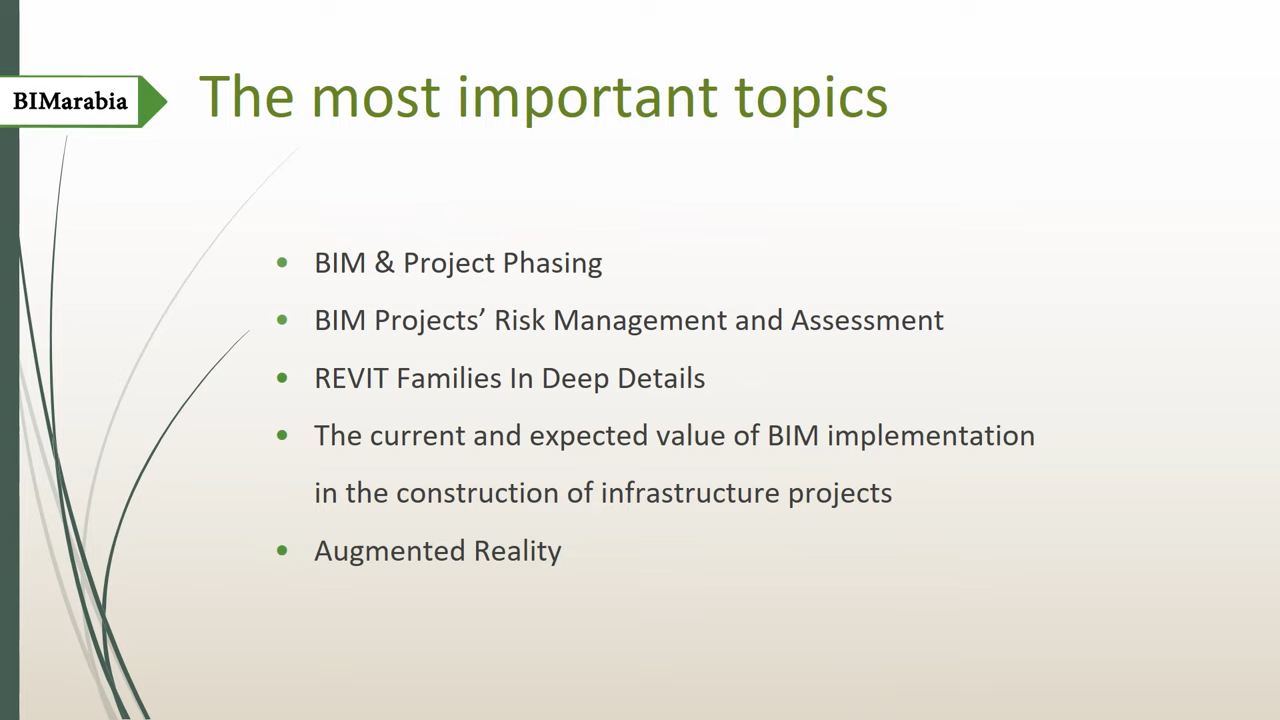 BIMarabia
The most important topics
• BIM & Project Phasing
• BIM Projects’ Risk Management and Assessment
• REVIT Families In Deep Details
• The current and expected value of BIM implementation
in the construction of infrastructure projects
• Augmented Reality